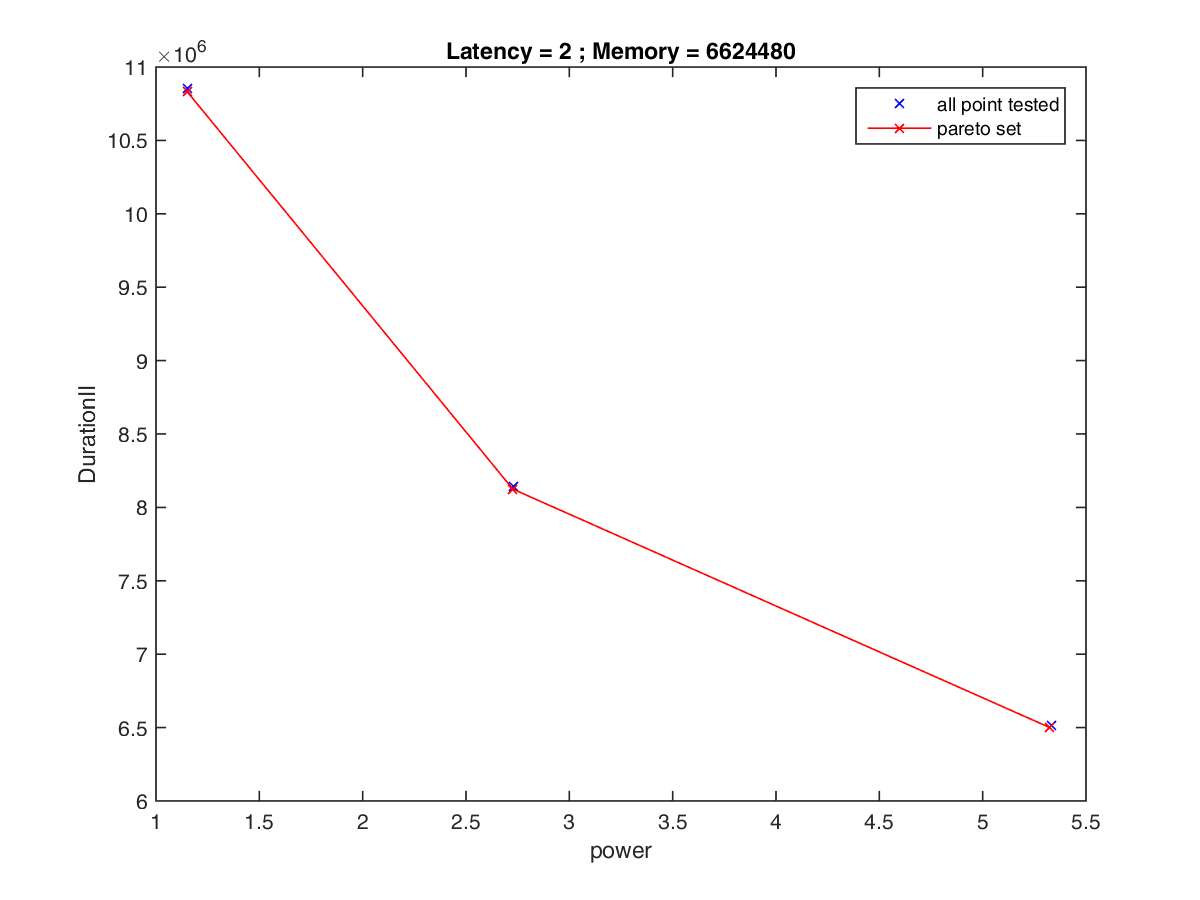 Latency = 2 ; Memory = 6624480
×10^6
11
10.5
10
9.5
9
8.5
8
7.5
7
6.5
6
DurationII
all point tested
pareto set
1 1.5 2 2.5 3 3.5 4 4.5 5 5.5
power